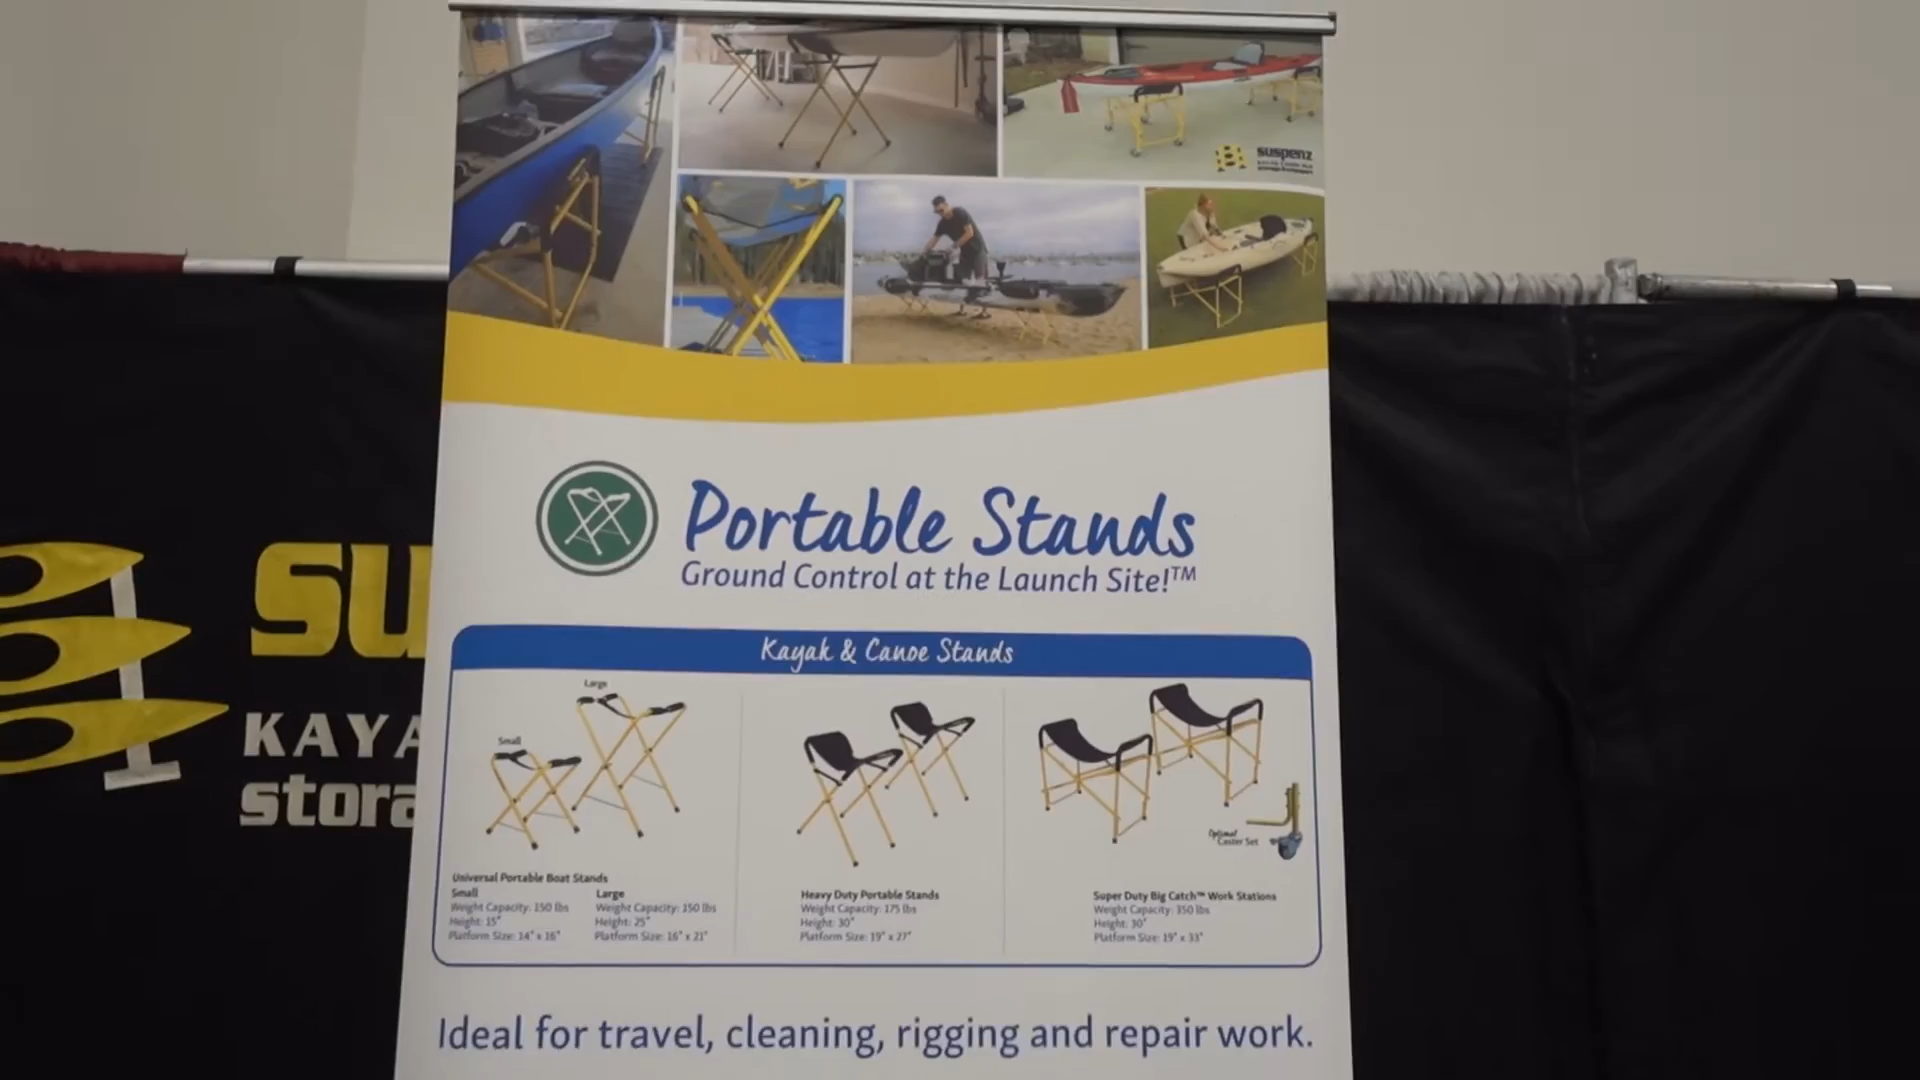 suspenz
Portable Stands
Ground Control at the Launch Site!™
Kayak & Canoe Stands
Large
Small
Optional
Caster Set
Universal Portable Boat Stands
Small
Weight Capacity: 150 lbs
Height: 15"
Platform Size: 14" x 16"
Large
Weight Capacity: 150 lbs
Height: 25"
Platform Size: 16" x 21"
Heavy Duty Portable Stands
Weight Capacity: 175 lbs
Height: 30"
Platform Size: 19" x 27"
Super Duty Big Catch™ Work Stations
Weight Capacity: 350 lbs
Height: 30"
Platform Size: 19" x 33"
Ideal for travel, cleaning, rigging and repair work.
su
KAYA
stora